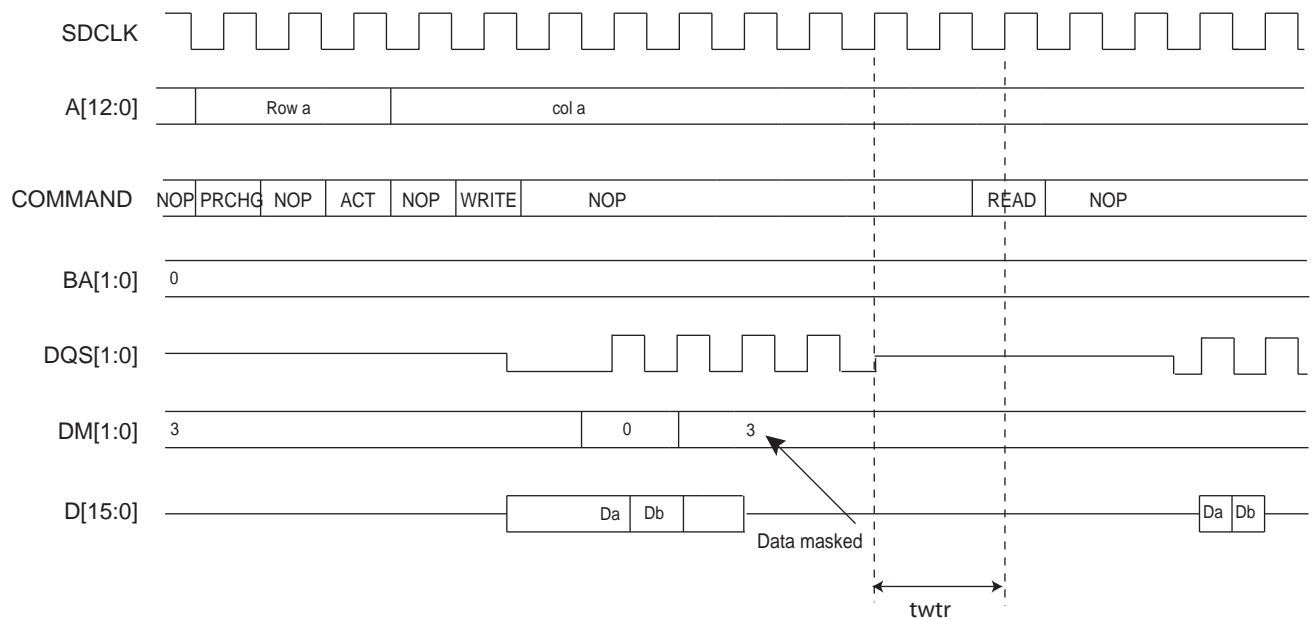 SDCLK
A[12:0] Row a col a
COMMAND NOP PRCHG NOP ACT NOP WRITE NOP READ NOP
BA[1:0] 0
DQS[1:0]
DM[1:0] 3 0 3
D[15:0] Da Db Da Db
Data masked
twtr